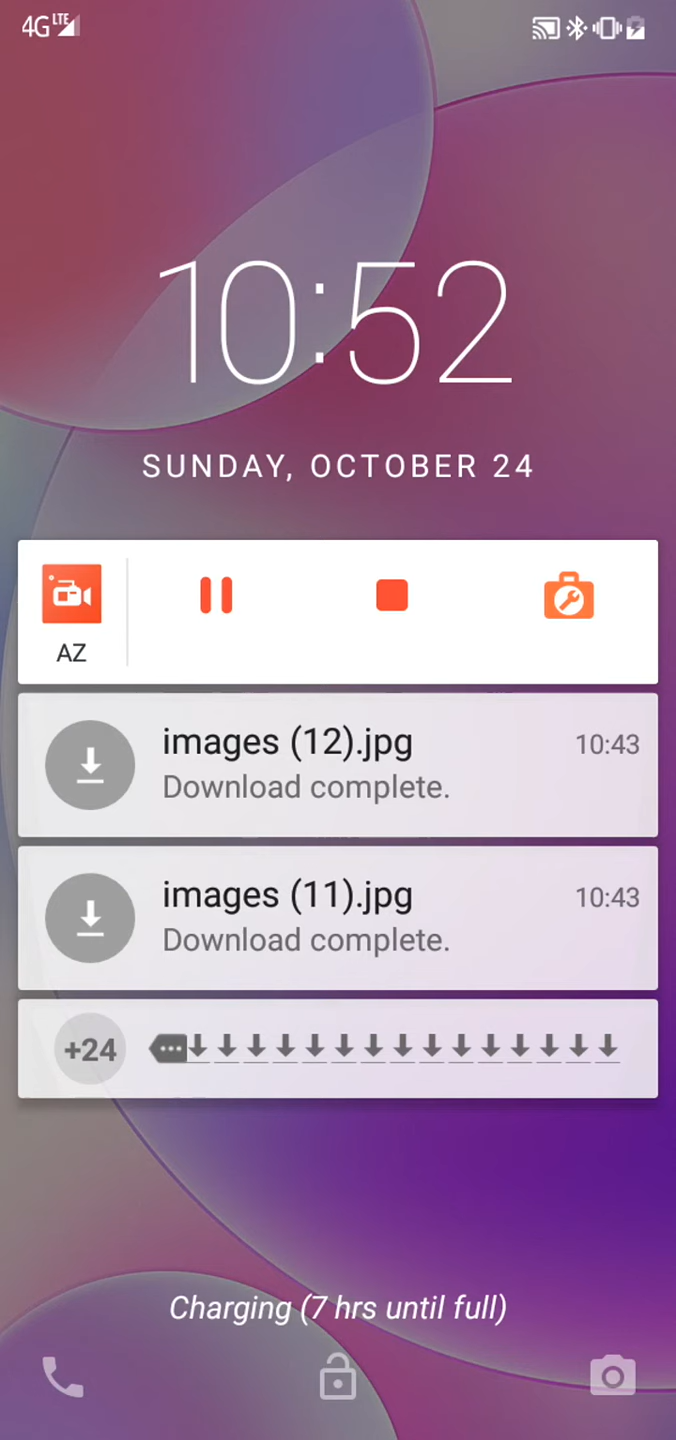 4G LTE
10:52
SUNDAY, OCTOBER 24
AZ
images (12).jpg 10:43
Download complete.
images (11).jpg 10:43
Download complete.
+24
Charging (7 hrs until full)